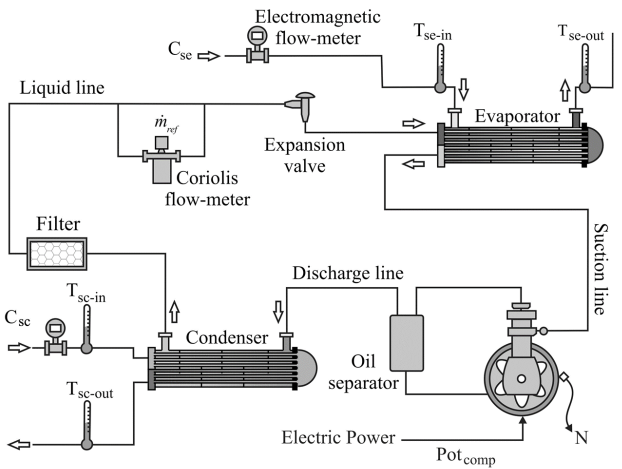 Electromagnetic
flow-meter
C_se
T_se-in
T_se-out
Liquid line
Evaporator
ṁ_ref
Expansion
valve
Coriolis
flow-meter
Filter
Suction line
Discharge line
T_sc-in
C_sc
Condenser
Oil
separator
T_sc-out
Electric Power
N
Pot_comp